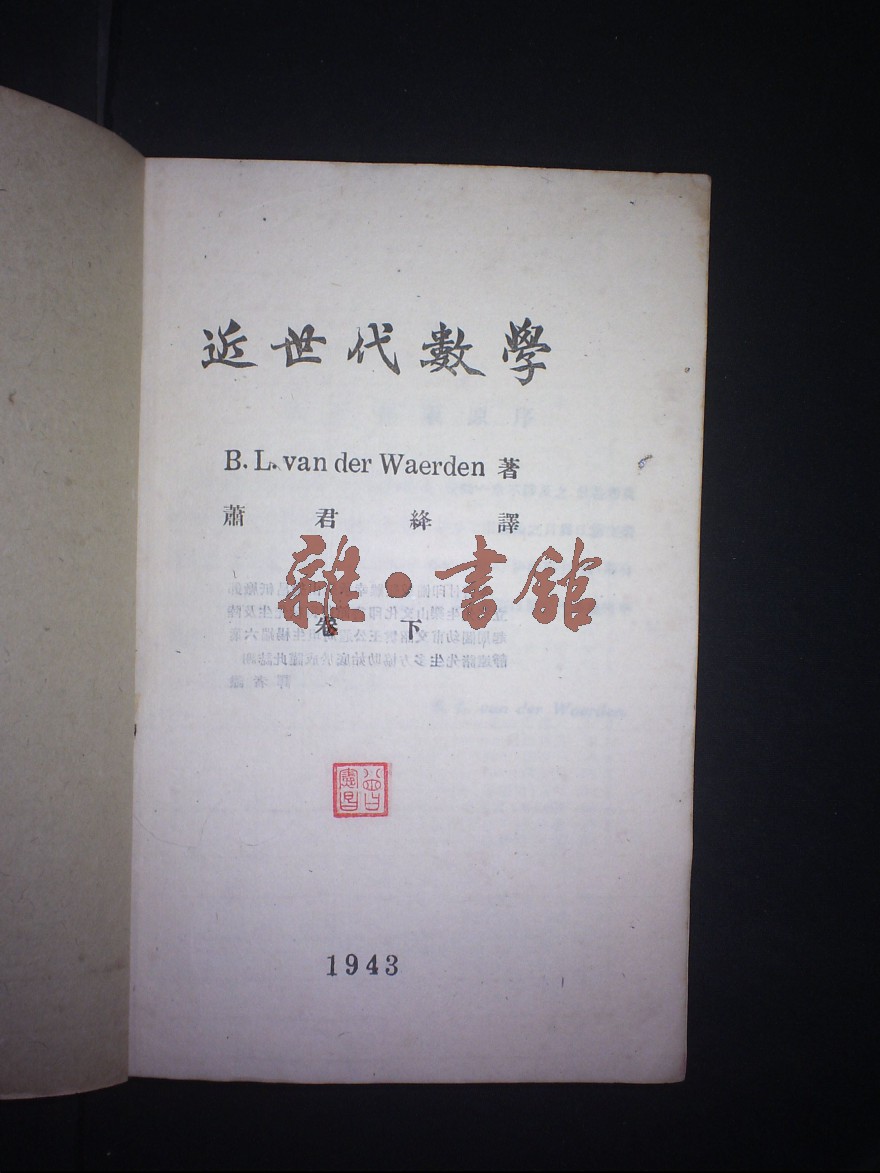 近世代數學
B. L. van der Waerden 著
蕭君絳譯
雜·書館
卷下
1943